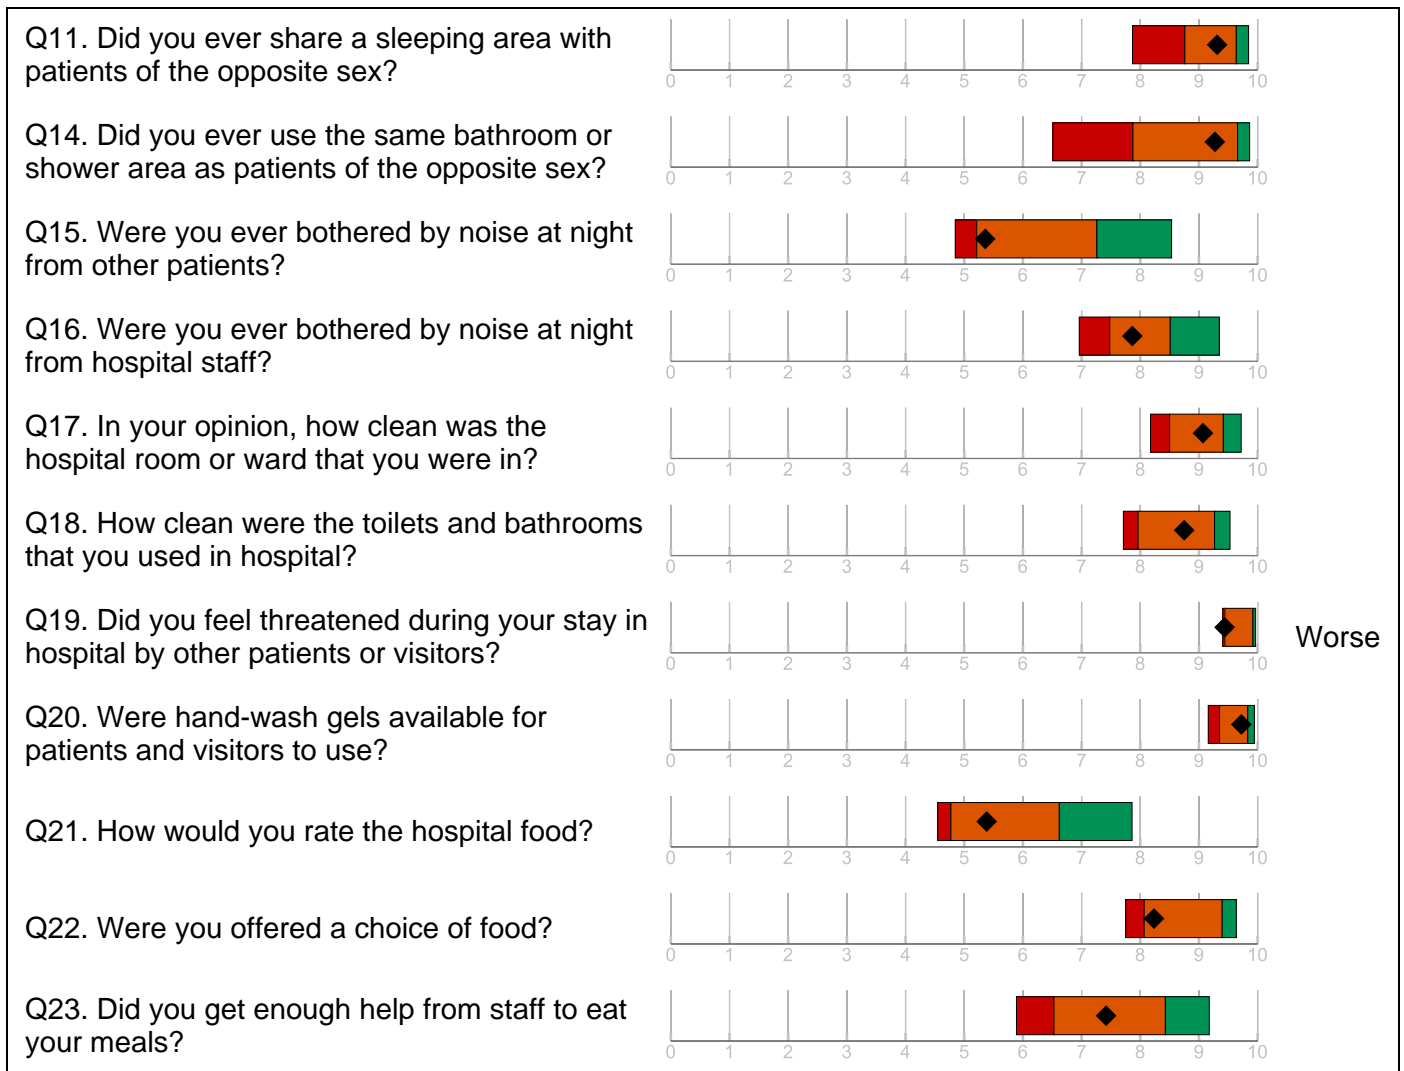 Q11. Did you ever share a sleeping area with
patients of the opposite sex?
0 1 2 3 4 5 6 7 8 9 10
Q14. Did you ever use the same bathroom or
shower area as patients of the opposite sex?
0 1 2 3 4 5 6 7 8 9 10
Q15. Were you ever bothered by noise at night
from other patients?
0 1 2 3 4 5 6 7 8 9 10
Q16. Were you ever bothered by noise at night
from hospital staff?
0 1 2 3 4 5 6 7 8 9 10
Q17. In your opinion, how clean was the
hospital room or ward that you were in?
0 1 2 3 4 5 6 7 8 9 10
Q18. How clean were the toilets and bathrooms
that you used in hospital?
0 1 2 3 4 5 6 7 8 9 10
Q19. Did you feel threatened during your stay in
hospital by other patients or visitors?
Worse
0 1 2 3 4 5 6 7 8 9 10
Q20. Were hand-wash gels available for
patients and visitors to use?
0 1 2 3 4 5 6 7 8 9 10
Q21. How would you rate the hospital food?
0 1 2 3 4 5 6 7 8 9 10
Q22. Were you offered a choice of food?
0 1 2 3 4 5 6 7 8 9 10
Q23. Did you get enough help from staff to eat
your meals?
0 1 2 3 4 5 6 7 8 9 10